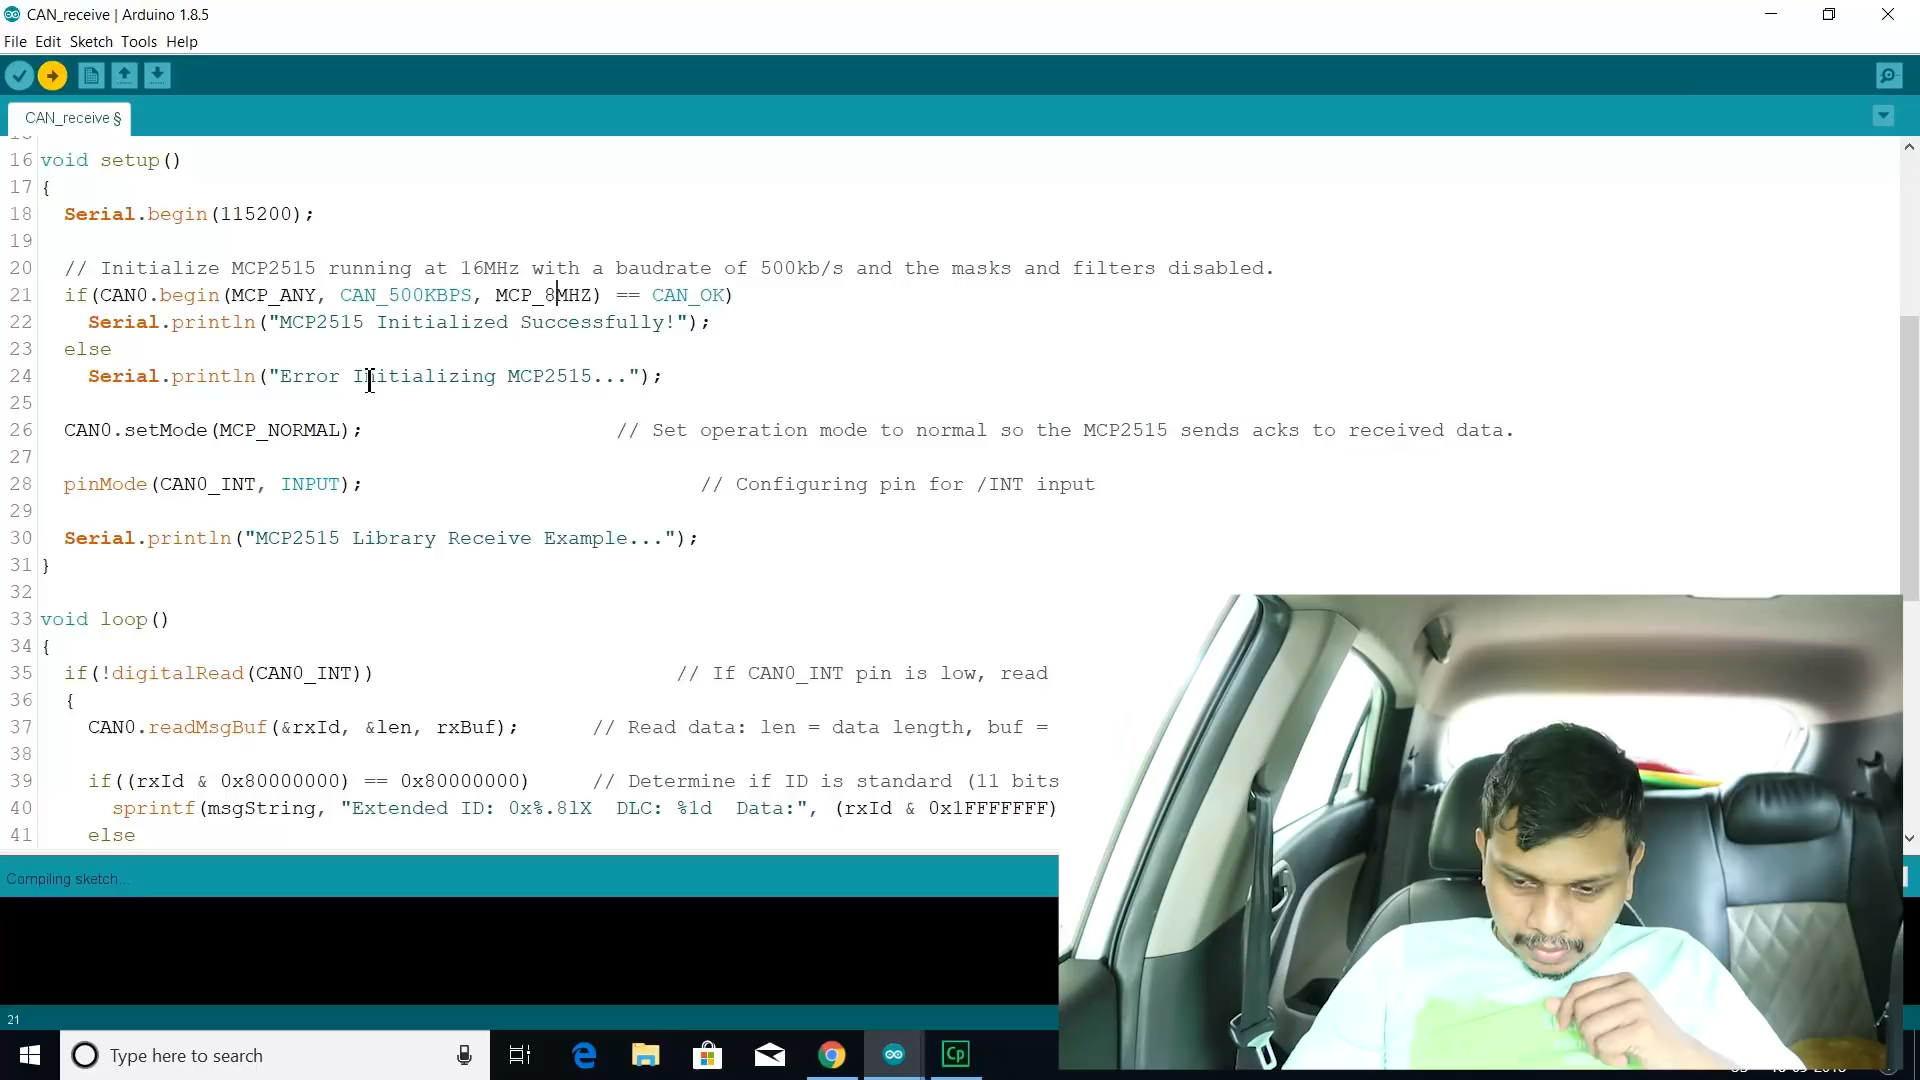 CAN_receive | Arduino 1.8.5
File Edit Sketch Tools Help
CAN_receive §
16 void setup()
17 {
18 Serial.begin(115200);
19
20 // Initialize MCP2515 running at 16MHz with a baudrate of 500kb/s and the masks and filters disabled.
21 if(CAN0.begin(MCP_ANY, CAN_500KBPS, MCP_8MHZ) == CAN_OK)
22 Serial.println("MCP2515 Initialized Successfully!");
23 else
24 Serial.println("Error Initializing MCP2515...");
25
26 CAN0.setMode(MCP_NORMAL); // Set operation mode to normal so the MCP2515 sends acks to received data.
27
28 pinMode(CAN0_INT, INPUT); // Configuring pin for /INT input
29
30 Serial.println("MCP2515 Library Receive Example...");
31 }
32
33 void loop()
34 {
35 if(!digitalRead(CAN0_INT)) // If CAN0_INT pin is low, read
36 {
37 CAN0.readMsgBuf(&rxId, &len, rxBuf); // Read data: len = data length, buf =
38
39 if((rxId & 0x80000000) == 0x80000000) // Determine if ID is standard (11 bits
40 sprintf(msgString, "Extended ID: 0x%.8lX DLC: %1d Data:", (rxId & 0x1FFFFFFF)
41 else
Compiling sketch...
21
Type here to search
Cp